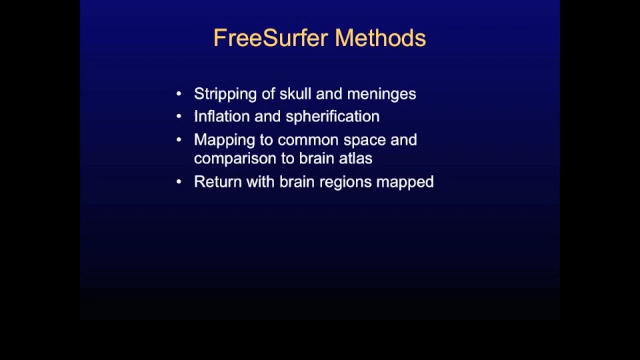 FreeSurfer Methods
• Stripping of skull and meninges
• Inflation and spherification
• Mapping to common space and
comparison to brain atlas
• Return with brain regions mapped